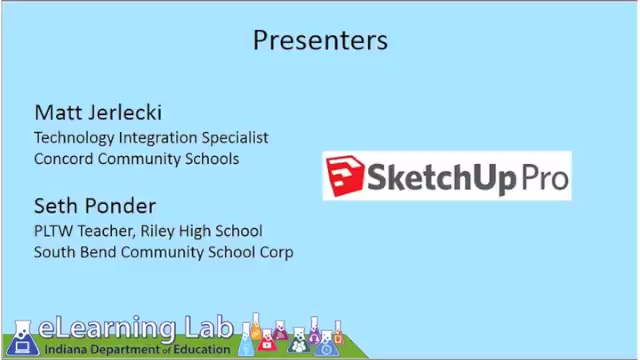 Presenters
Matt Jerlecki
Technology Integration Specialist
Concord Community Schools
SketchUp Pro
Seth Ponder
PLTW Teacher, Riley High School
South Bend Community School Corp
eLearning Lab
Indiana Department of Education